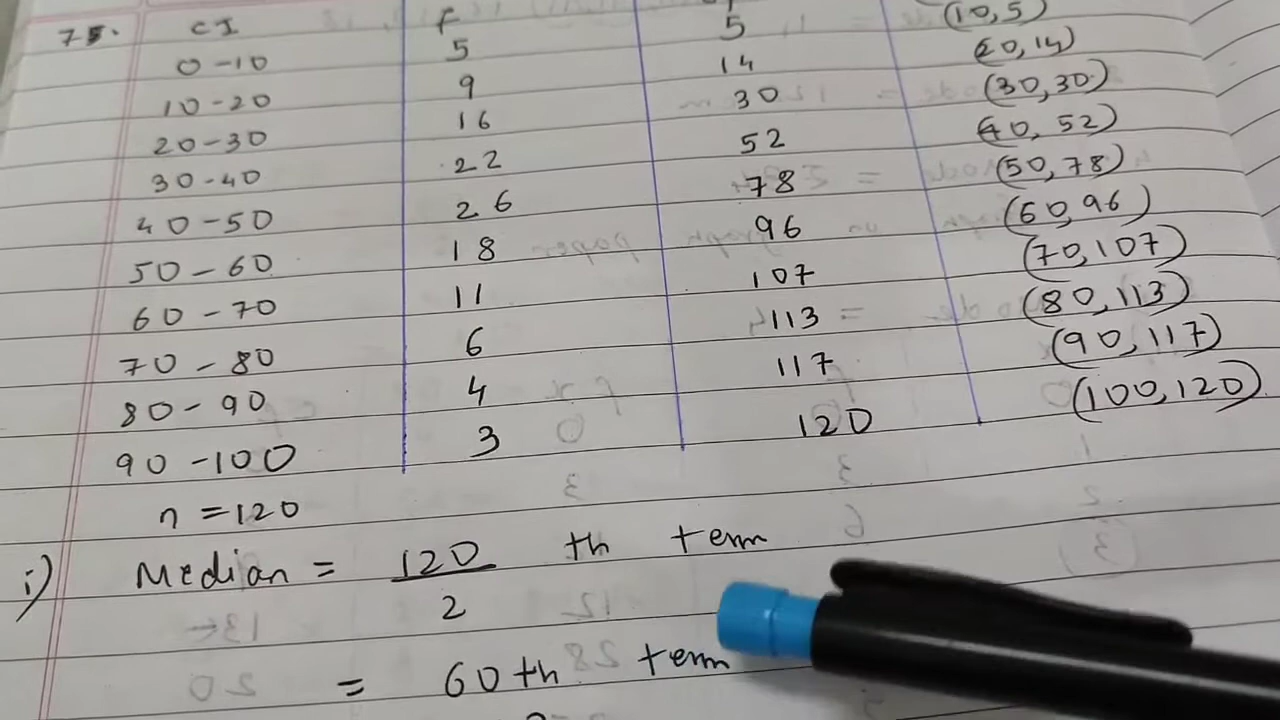 75. CI f
0-10 5 5 (10,5)
10-20 9 14 (20,14)
20-30 16 30 (30,30)
30-40 22 52 (40,52)
40-50 26 78 (50,78)
50-60 18 96 (60,96)
60-70 11 107 (70,107)
70-80 6 113 (80,113)
80-90 4 117 (90,117)
90-100 3 120 (100,120)
n = 120
i) Median = 120 th term
2
= 60th term